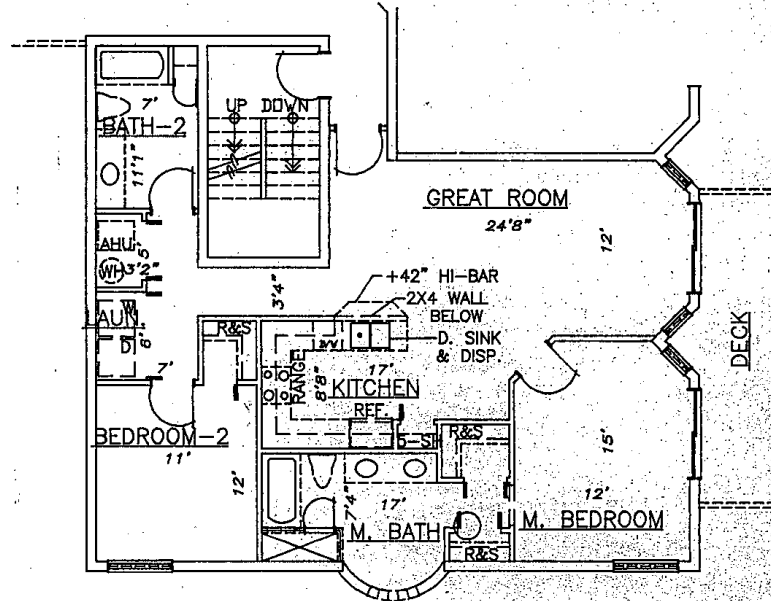 UP DOWN
7'
BATH-2
11'1"
GREAT ROOM
24'8"
12'
AHU
5'
WH
3'2"
+42" HI-BAR
3'4"
2X4 WALL
BELOW
W
LAUN.
R&S
D. SINK
& DISP.
DECK
D
8'
7'
RANGE
8'8"
17'
KITCHEN
REF.
BEDROOM-2
11'
12'
5-SH
R&S
15'
12'
7'4"
17'
M. BATH
M. BEDROOM
R&S